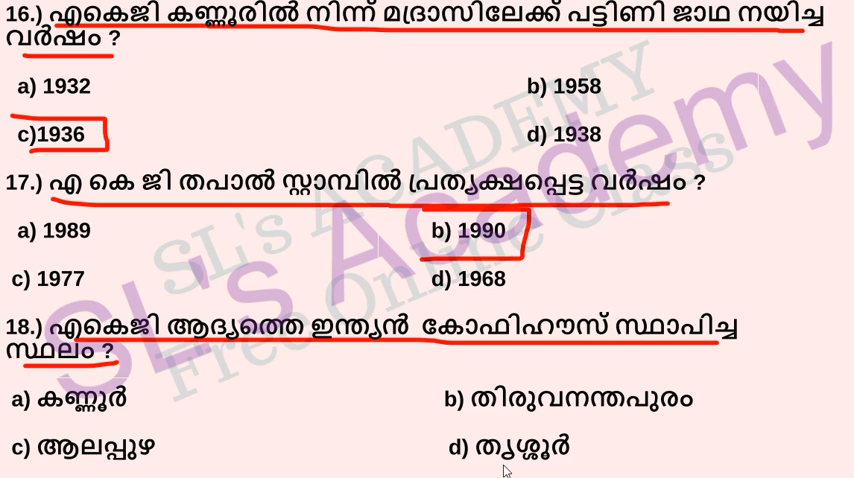 16.) എകെജി കണ്ണൂരിൽ നിന്ന് മദ്രാസിലേക്ക് പട്ടിണി ജാഥ നയിച്ച
വർഷം ?
a) 1932 b) 1958
c)1936 d) 1938
17.) എ കെ ജി തപാൽ സ്റ്റാമ്പിൽ പ്രത്യക്ഷപ്പെട്ട വർഷം ?
a) 1989 b) 1990
c) 1977 d) 1968
18.) എകെജി ആദ്യത്തെ ഇന്ത്യൻ കോഫിഹൗസ് സ്ഥാപിച്ച
സ്ഥലം ?
a) കണ്ണൂർ b) തിരുവനന്തപുരം
c) ആലപ്പുഴ d) തൃശ്ശൂർ
SL's ACADEMY
SL's Academy
Free Online Class